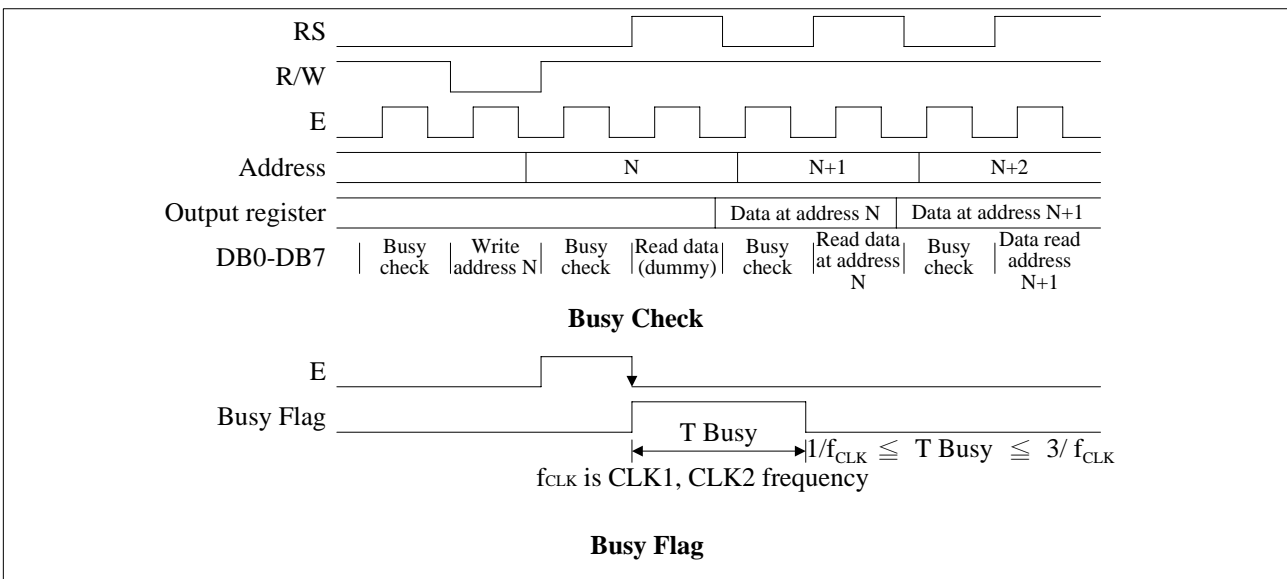 RS
R/W
E
Address N N+1 N+2
Output register Data at address N Data at address N+1
DB0-DB7 Busy check Write address N Busy check Read data (dummy) Busy check Read data at address N Busy check Data read address N+1
Busy Check
E
Busy Flag
T Busy 1/fCLK ≦ T Busy ≦ 3/ fCLK
fCLK is CLK1, CLK2 frequency
Busy Flag